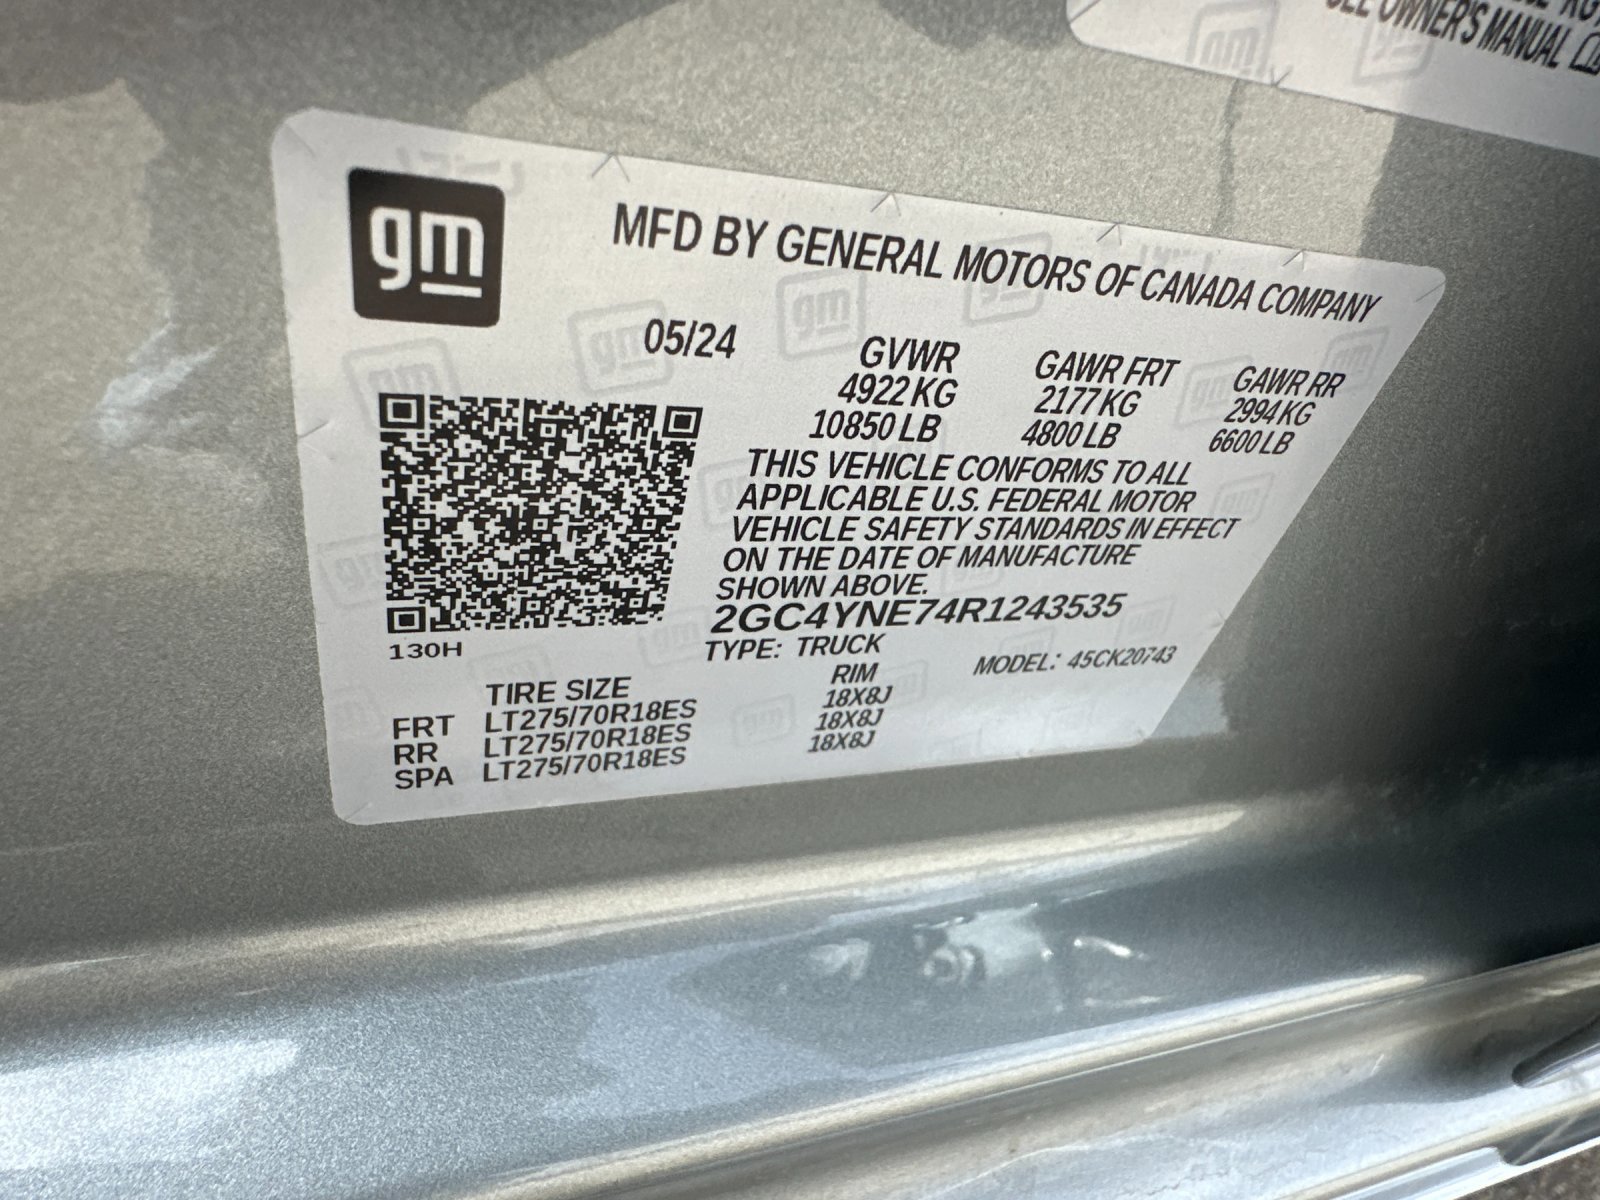 OWNER'S MANUAL
gm
MFD BY GENERAL MOTORS OF CANADA COMPANY
05/24
GVWR GAWR FRT GAWR RR
4922 KG 2177 KG 2994 KG
10850 LB 4800 LB 6600 LB
THIS VEHICLE CONFORMS TO ALL
APPLICABLE U.S. FEDERAL MOTOR
VEHICLE SAFETY STANDARDS IN EFFECT
ON THE DATE OF MANUFACTURE
SHOWN ABOVE.
2GC4YNE74R1243535
130H
TYPE: TRUCK MODEL: 45CK20743
TIRE SIZE RIM
FRT LT275/70R18ES 18X8J
RR LT275/70R18ES 18X8J
SPA LT275/70R18ES 18X8J